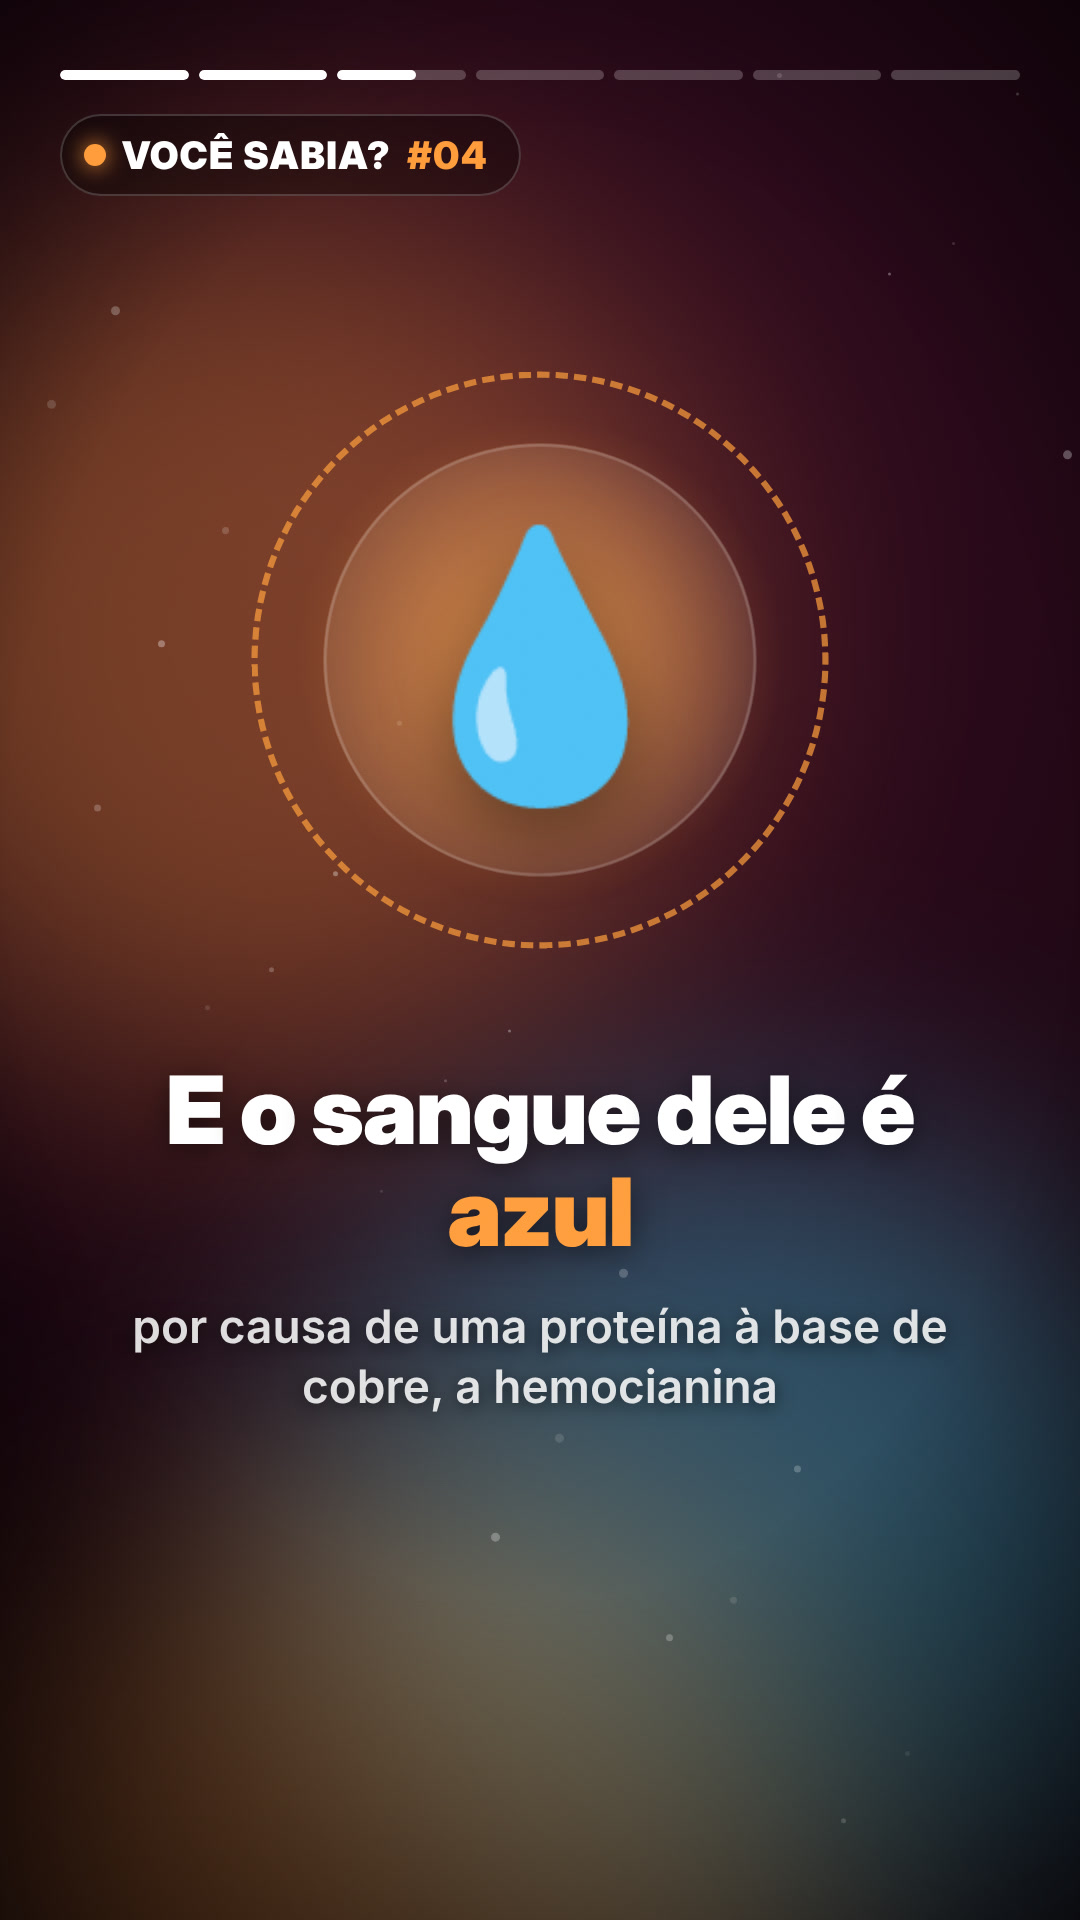 VOCÊ SABIA? #04
E o sangue dele é
azul
por causa de uma proteína à base de
cobre, a hemocianina